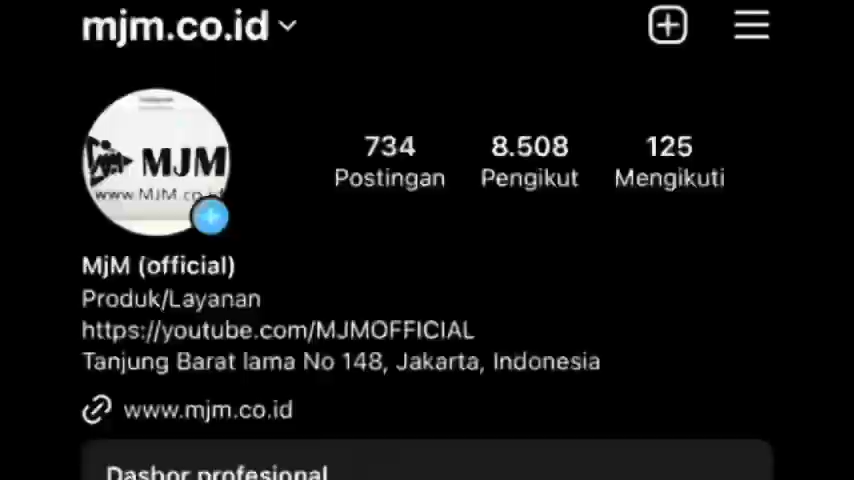 mjm.co.id
734 8.508 125
Postingan Pengikut Mengikuti
MJM
www.MJM.co.id
MjM (official)
Produk/Layanan
https://youtube.com/MJMOFFICIAL
Tanjung Barat lama No 148, Jakarta, Indonesia
www.mjm.co.id
Dasbor profesional